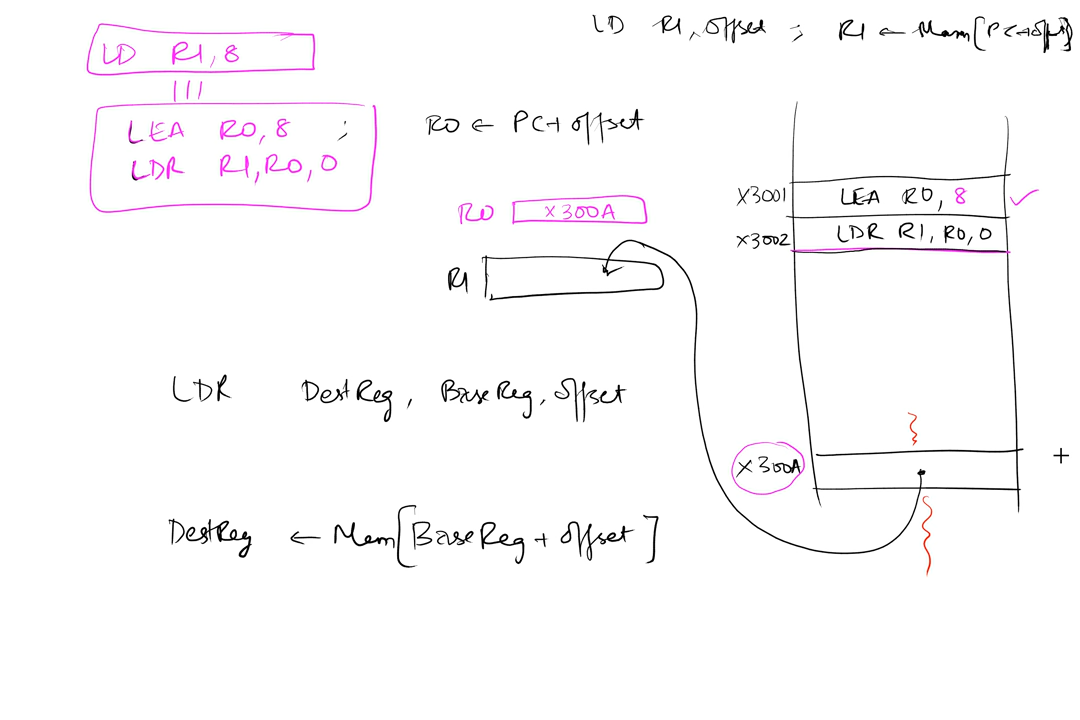 LD R1, offset ; R1 ← Mem[PC+offset]
LD R1, 8
|||
LEA R0, 8 ;
LDR R1, R0, 0
R0 ← PC + offset
x3001 LEA R0, 8 ✓
x3002 LDR R1, R0, 0
R0 x300A
R1
LDR DestReg, BaseReg, offset
x300A +
DestReg ← Mem[BaseReg + offset]